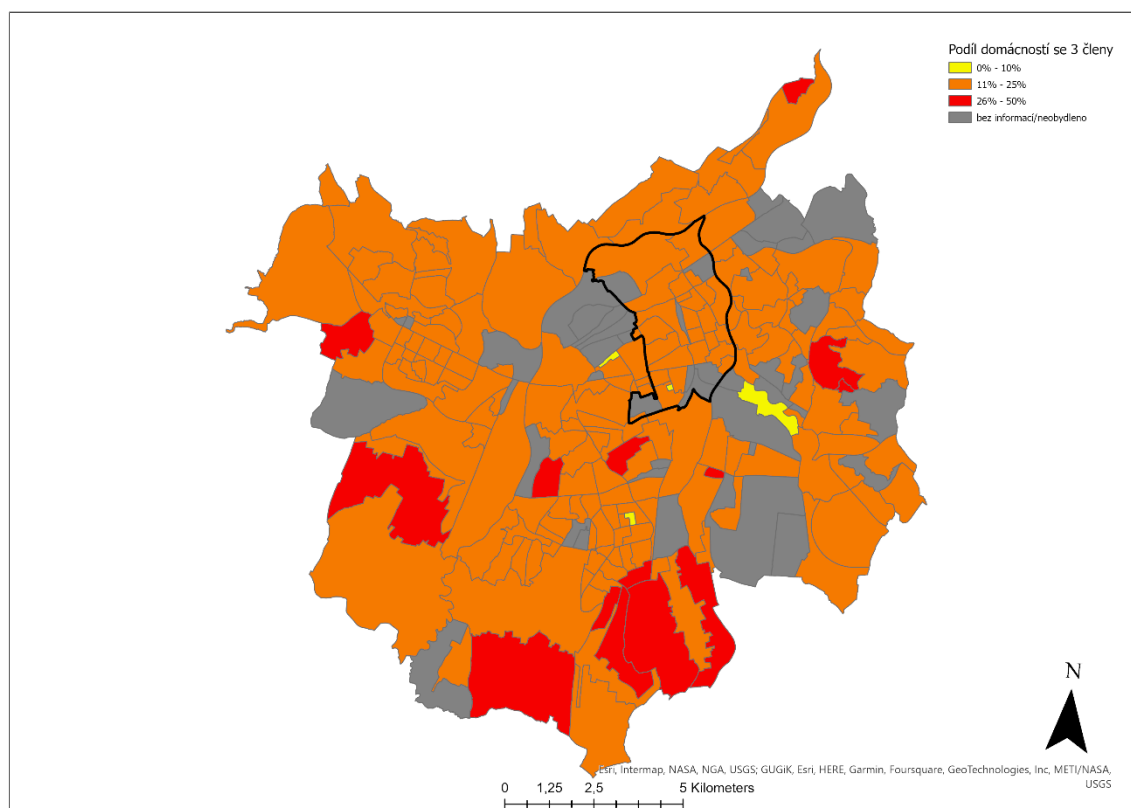 Podíl domácností se 3 členy
0% - 10%
11% - 25%
26% - 50%
bez informací/neobydleno
N
Esri, Intermap, NASA, NGA, USGS; GUGiK, Esri, HERE, Garmin, Foursquare, GeoTechnologies, Inc, METI/NASA,
USGS
0 1,25 2,5 5 Kilometers